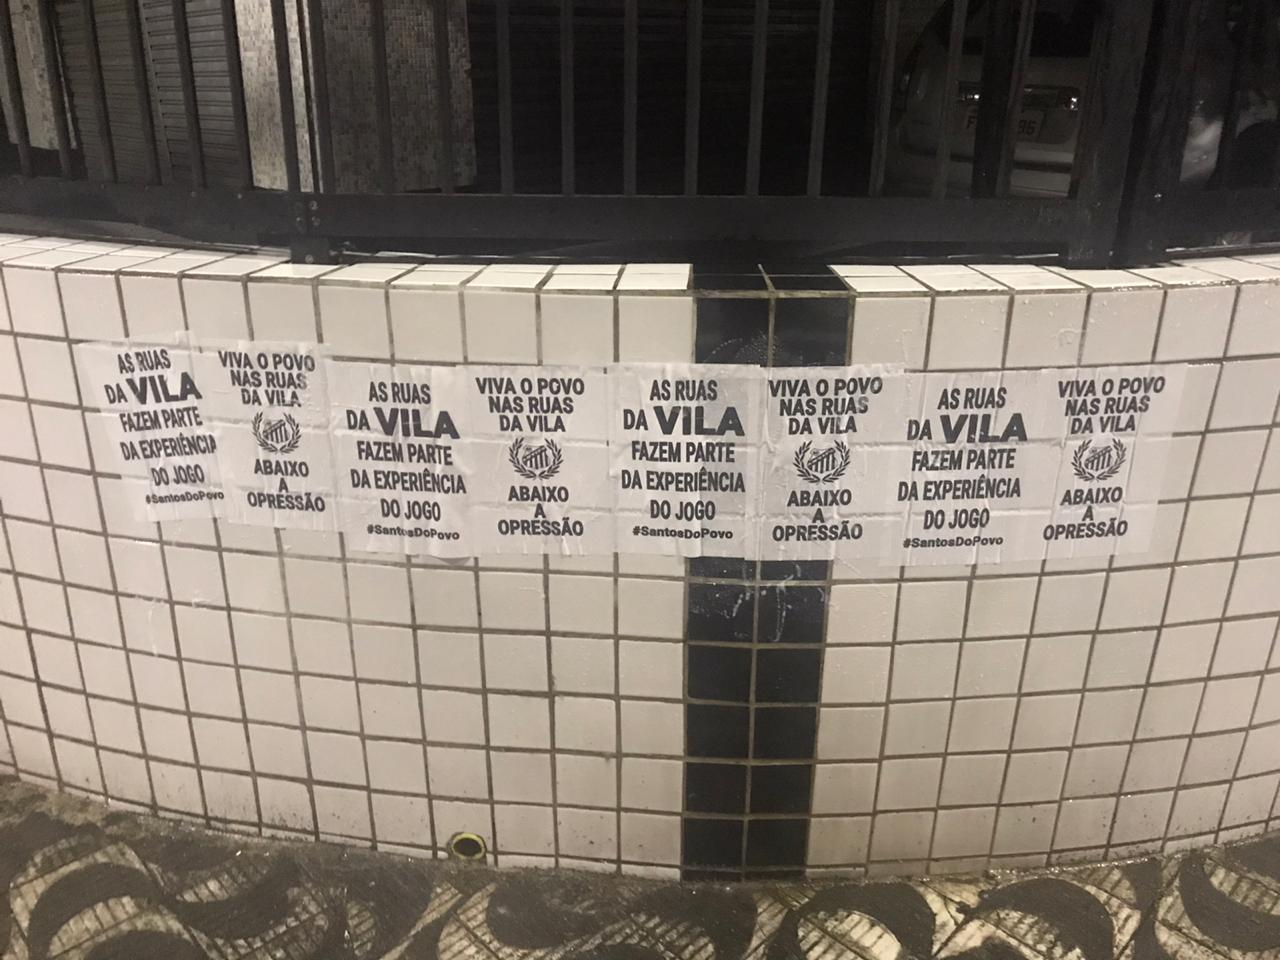 AS RUAS
DA VILA
FAZEM PARTE
DA EXPERIÊNCIA
DO JOGO
#SantosDoPovo
VIVA O POVO
NAS RUAS
DA VILA
ABAIXO
A
OPRESSÃO
AS RUAS
DA VILA
FAZEM PARTE
DA EXPERIÊNCIA
DO JOGO
#SantosDoPovo
VIVA O POVO
NAS RUAS
DA VILA
ABAIXO
A
OPRESSÃO
AS RUAS
DA VILA
FAZEM PARTE
DA EXPERIÊNCIA
DO JOGO
#SantosDoPovo
VIVA O POVO
NAS RUAS
DA VILA
ABAIXO
A
OPRESSÃO
AS RUAS
DA VILA
FAZEM PARTE
DA EXPERIÊNCIA
DO JOGO
#SantosDoPovo
VIVA O POVO
NAS RUAS
DA VILA
ABAIXO
A
OPRESSÃO